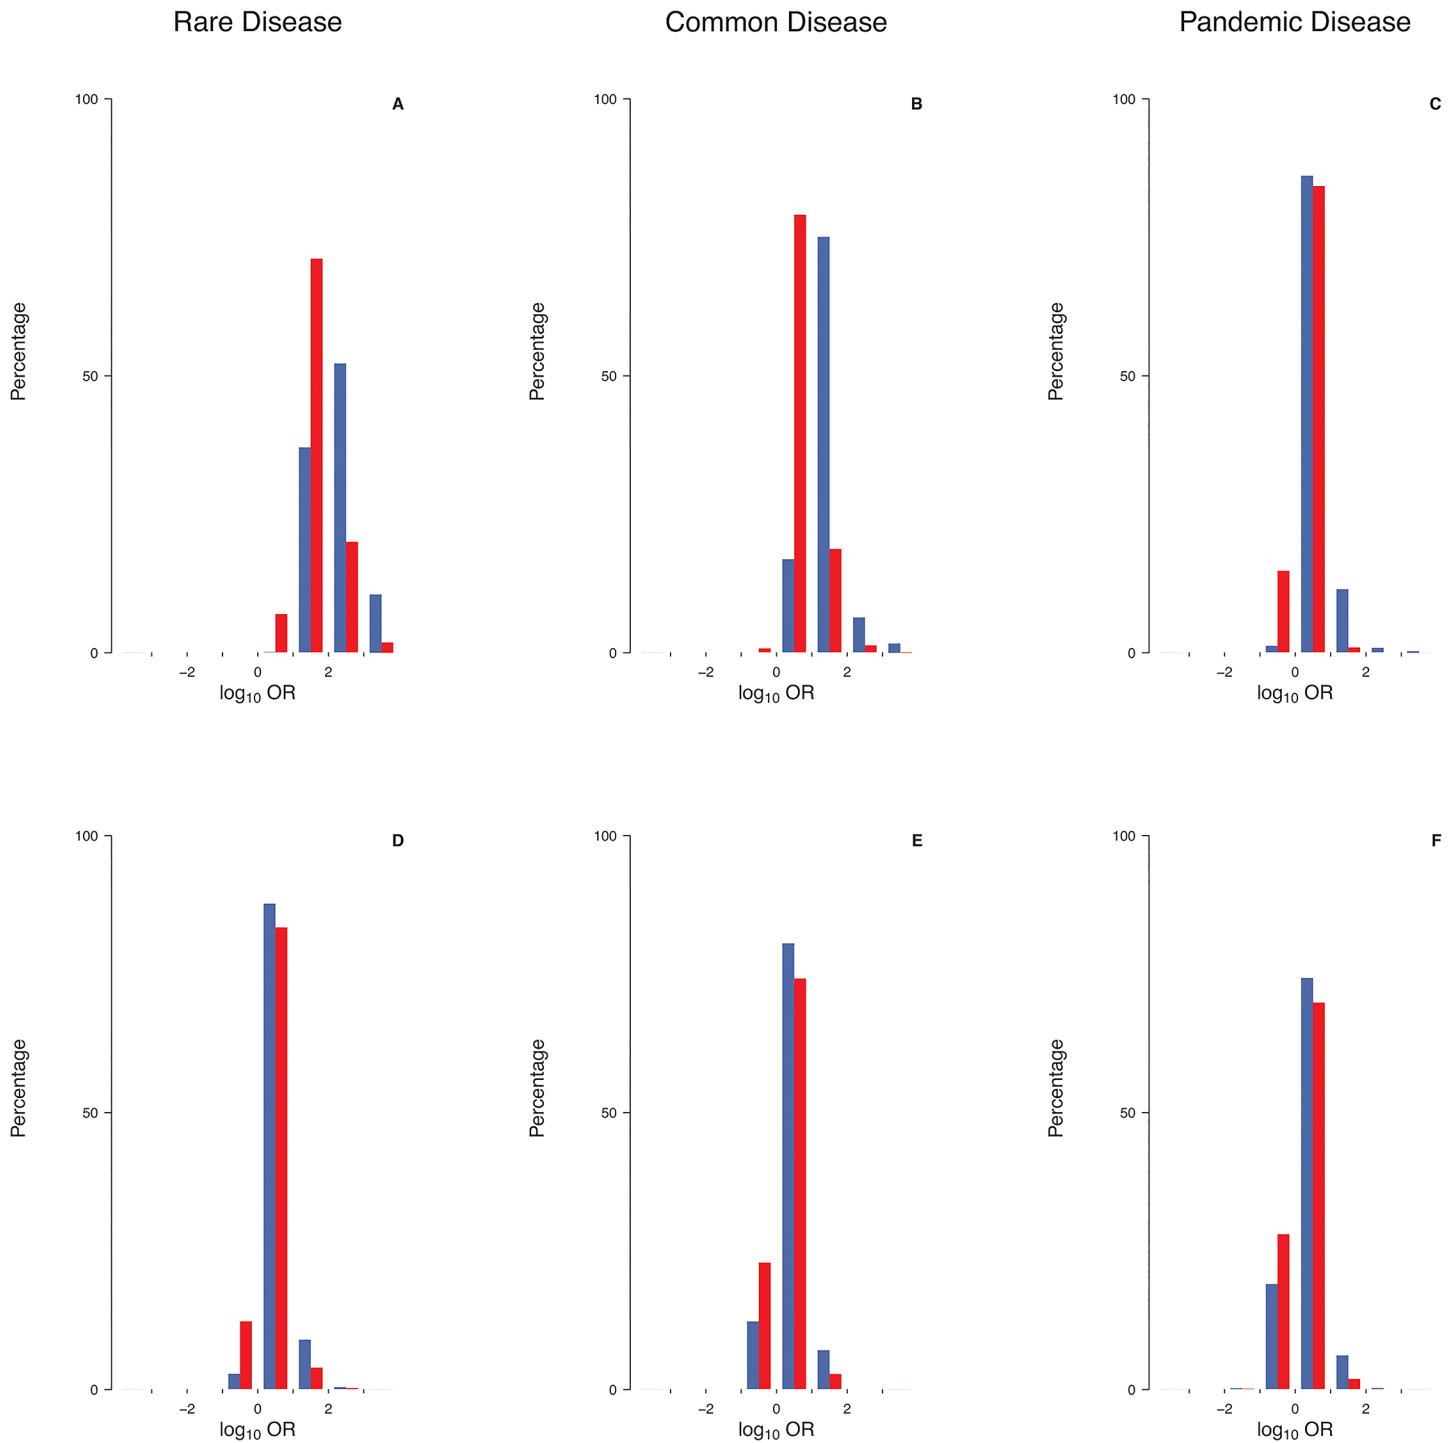 Rare Disease Common Disease Pandemic Disease
A B C
100 100 100
Percentage Percentage Percentage
50 50 50
0 0 0
−2 0 2 −2 0 2 −2 0 2
log10 OR log10 OR log10 OR
D E F
100 100 100
Percentage Percentage Percentage
50 50 50
0 0 0
−2 0 2 −2 0 2 −2 0 2
log10 OR log10 OR log10 OR